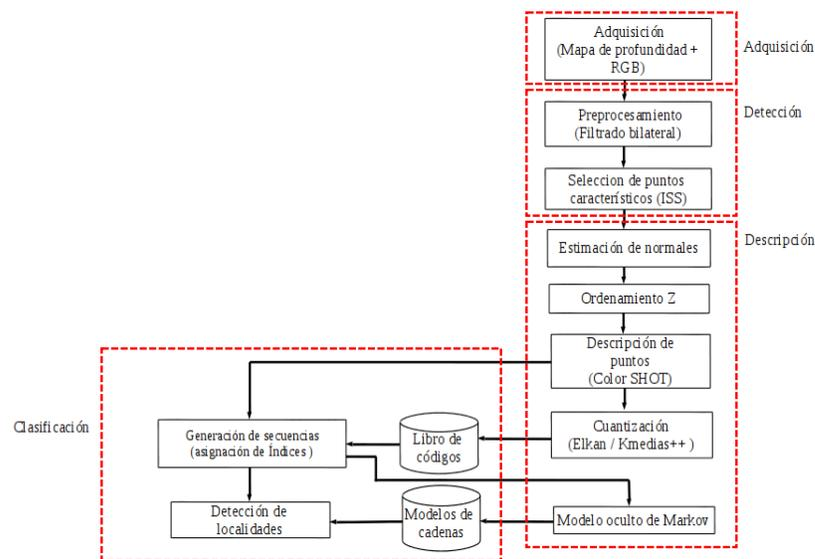 Adquisición
(Mapa de profundidad +
RGB)
Adquisición
Preprocesamiento
(Filtrado bilateral)
Detección
Seleccion de puntos
característicos (ISS)
Estimación de normales
Descripción
Ordenamiento Z
Descripción de
puntos
(Color SHOT)
Clasificación
Generación de secuencias
(asignación de Índices )
Libro de
códigos
Cuantización
(Elkan / Kmedias++ )
Detección de
localidades
Modelos de
cadenas
Modelo oculto de Markov